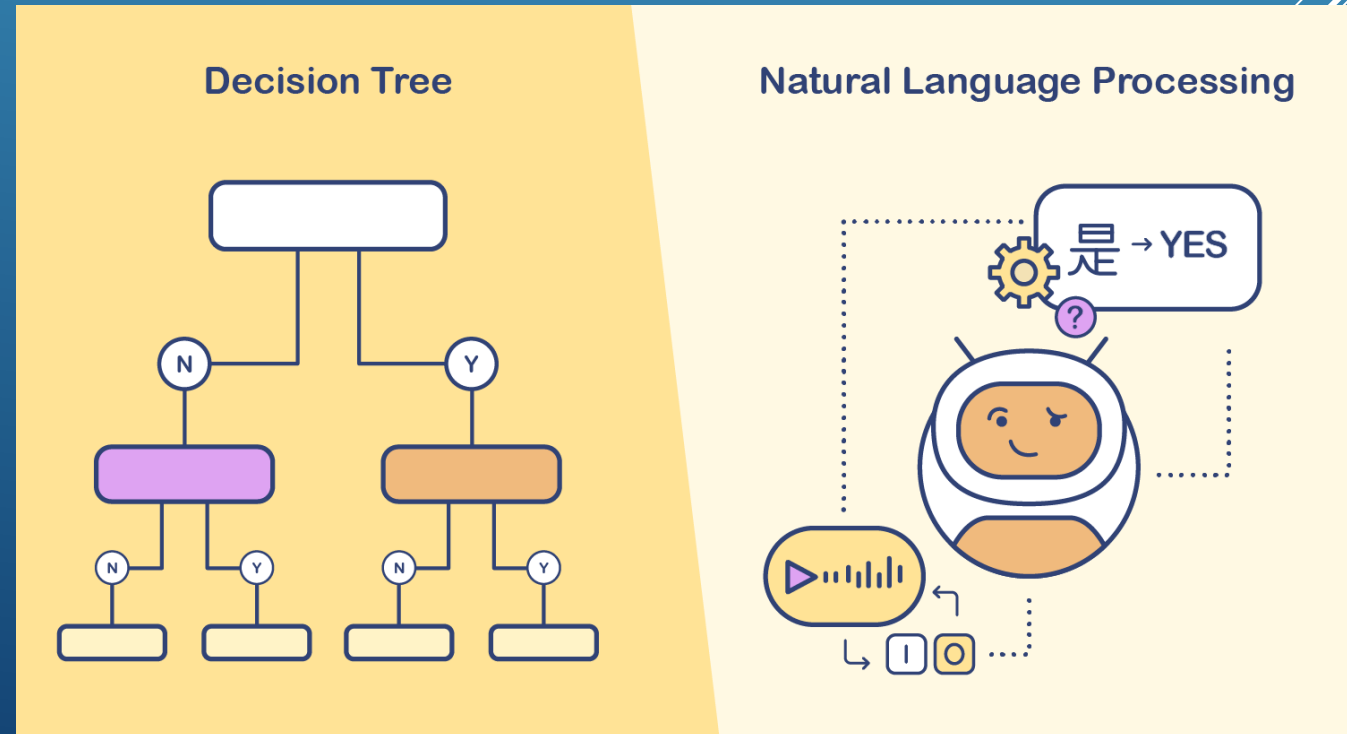 Decision Tree
N
Y
N
Y
N
Y
Natural Language Processing
是 → YES
?
I O